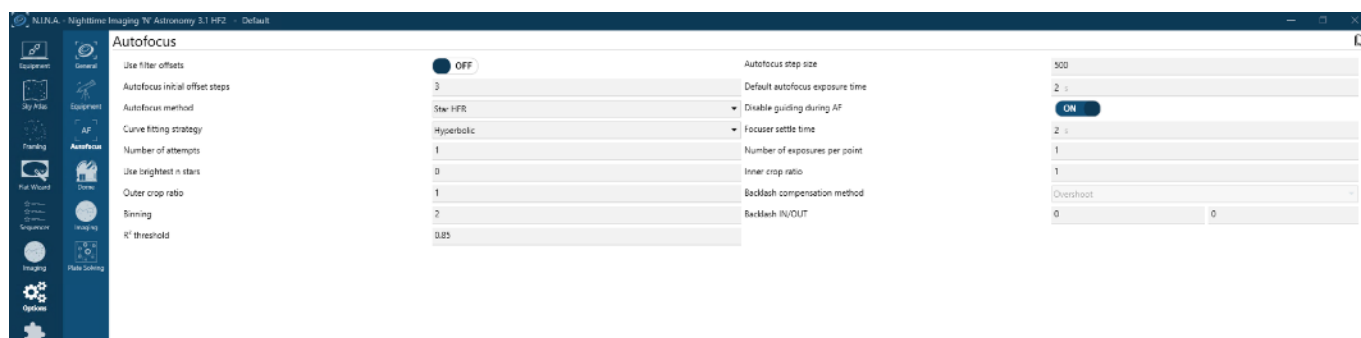 N.I.N.A. - Nighttime Imaging 'N' Astronomy 3.1 HF2 - Default
Equipment
Sky Atlas
Framing
Flat Wizard
Sequencer
Imaging
Options
General
Equipment
AF
Autofocus
Dome
Imaging
Plate Solving
Autofocus
Use filter offsets OFF Autofocus step size 500
Autofocus initial offset steps 3 Default autofocus exposure time 2 s
Autofocus method Star HFR Disable guiding during AF ON
Curve fitting strategy Hyperbolic Focuser settle time 2 s
Number of attempts 1 Number of exposures per point 1
Use brightest n stars 0 Inner crop ratio 1
Outer crop ratio 1 Backlash compensation method Overshoot
Binning 2 Backlash IN/OUT 0 0
R² threshold 0.85